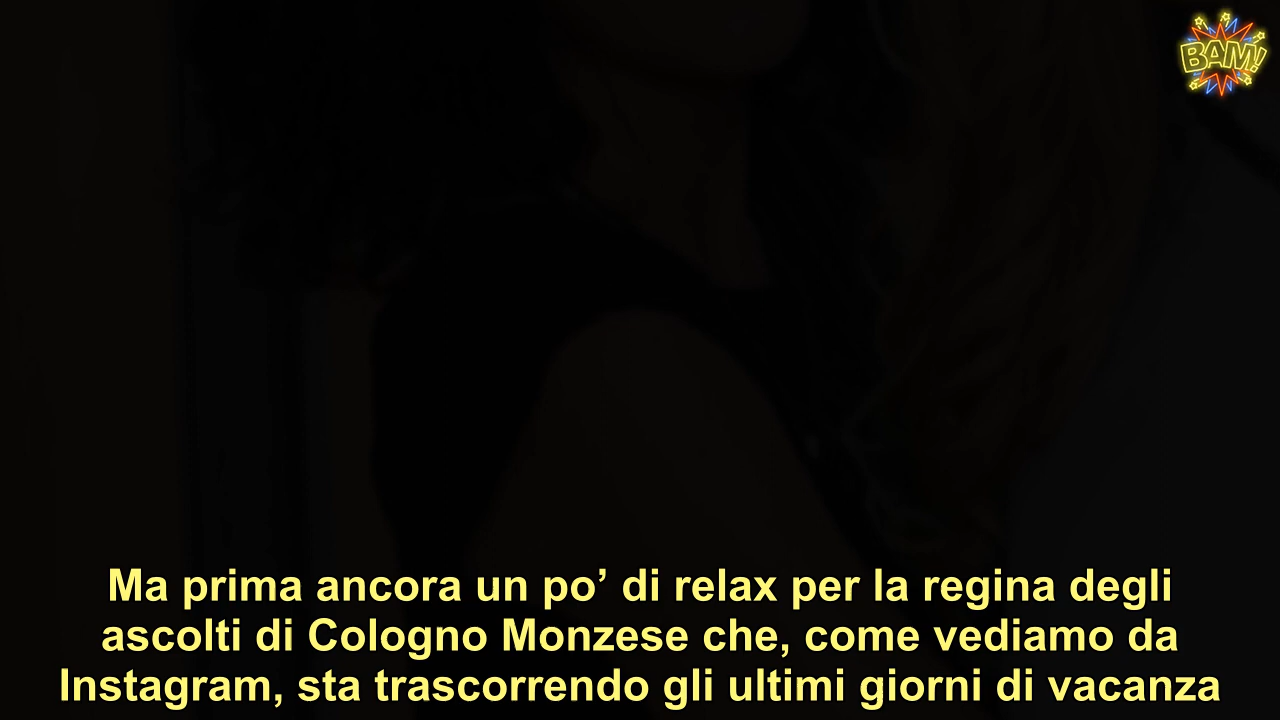 BAM!
Ma prima ancora un po’ di relax per la regina degli
ascolti di Cologno Monzese che, come vediamo da
Instagram, sta trascorrendo gli ultimi giorni di vacanza